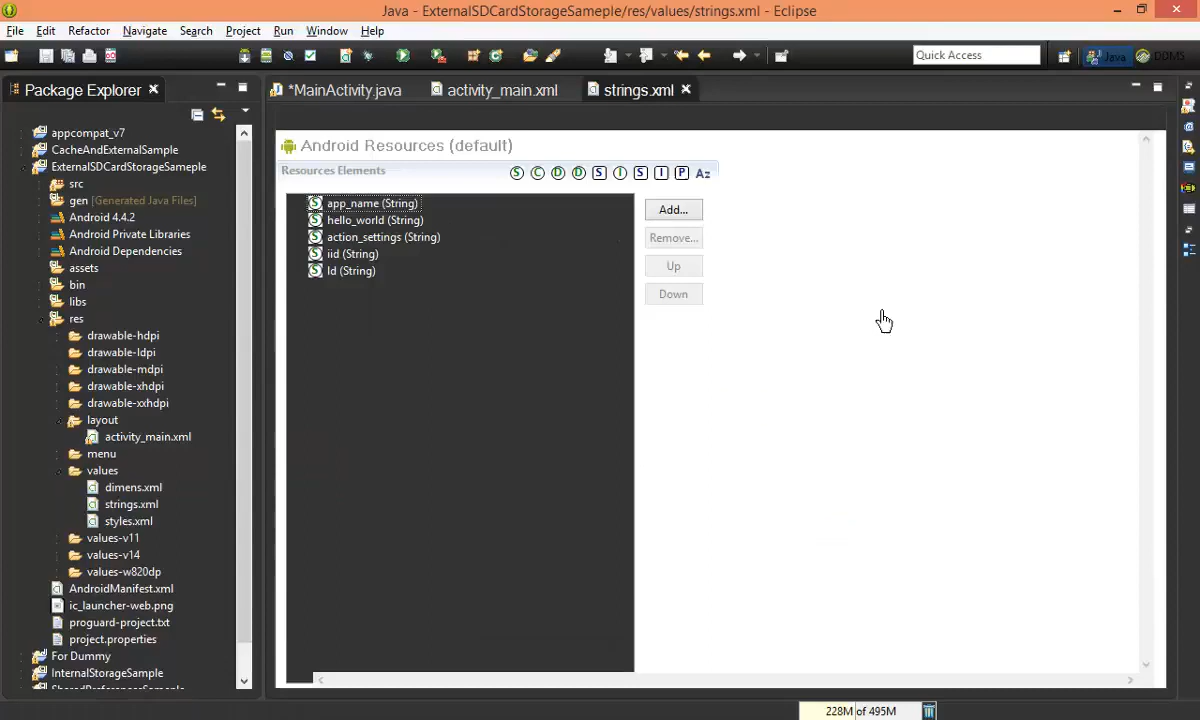 Java - ExternalSDCardStorageSameple/res/values/strings.xml - Eclipse
File Edit Refactor Navigate Search Project Run Window Help
Quick Access
Java
DDMS
Package Explorer
*MainActivity.java
activity_main.xml
strings.xml
appcompat_v7
CacheAndExternalSample
ExternalSDCardStorageSameple
src
gen [Generated Java Files]
Android 4.4.2
Android Private Libraries
Android Dependencies
assets
bin
libs
res
drawable-hdpi
drawable-ldpi
drawable-mdpi
drawable-xhdpi
drawable-xxhdpi
layout
activity_main.xml
menu
values
dimens.xml
strings.xml
styles.xml
values-v11
values-v14
values-w820dp
AndroidManifest.xml
ic_launcher-web.png
proguard-project.txt
project.properties
For Dummy
InternalStorageSample
Android Resources (default)
Resources Elements
S C D D S I S I P Az
S app_name (String)
S hello_world (String)
S action_settings (String)
S iid (String)
S ld (String)
Add...
Remove...
Up
Down
228M of 495M